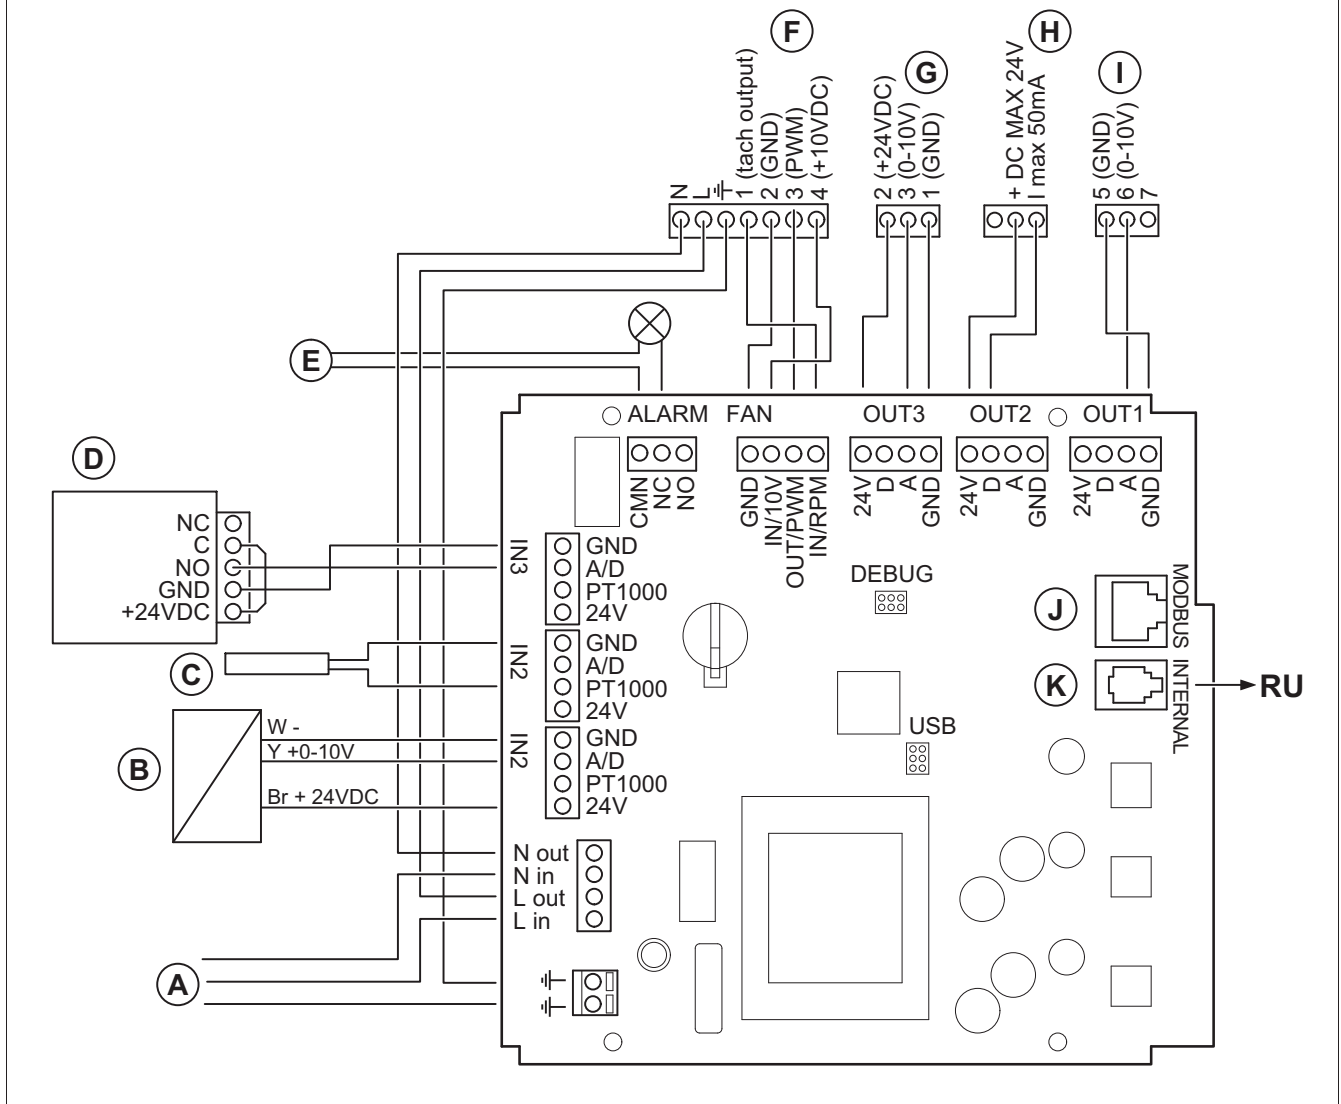 F
H
G
I
N
L
1 (tach output)
2 (GND)
3 (PWM)
4 (+10VDC)
2 (+24VDC)
3 (0-10V)
1 (GND)
+ DC MAX 24V
I max 50mA
5 (GND)
6 (0-10V)
7
E
ALARM
FAN
OUT3
OUT2
OUT1
CMN
NC
NO
GND
IN/10V
OUT/PWM
IN/RPM
24V
D
A
GND
24V
D
A
GND
24V
D
A
GND
D
NC
C
NO
GND
+24VDC
IN3
GND
A/D
PT1000
24V
DEBUG
J
MODBUS
C
IN2
GND
A/D
PT1000
24V
K
INTERNAL
RU
B
W -
Y +0-10V
Br + 24VDC
IN2
GND
A/D
PT1000
24V
USB
N out
N in
L out
L in
A